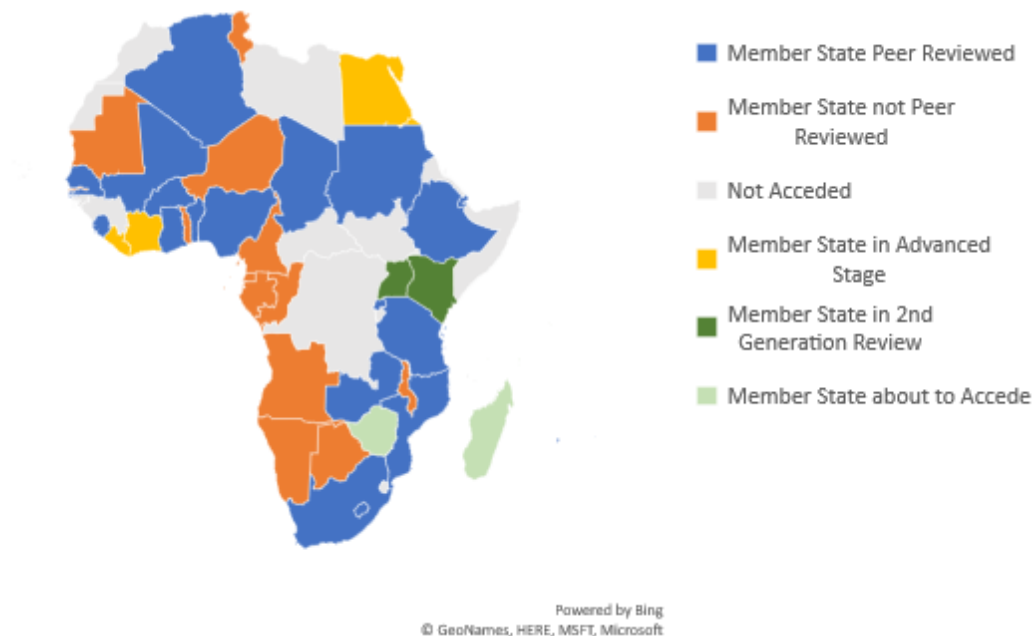 Member State Peer Reviewed
Member State not Peer
Reviewed
Not Acceded
Member State in Advanced
Stage
Member State in 2nd
Generation Review
Member State about to Accede
Powered by Bing
© GeoNames, HERE, MSFT, Microsoft